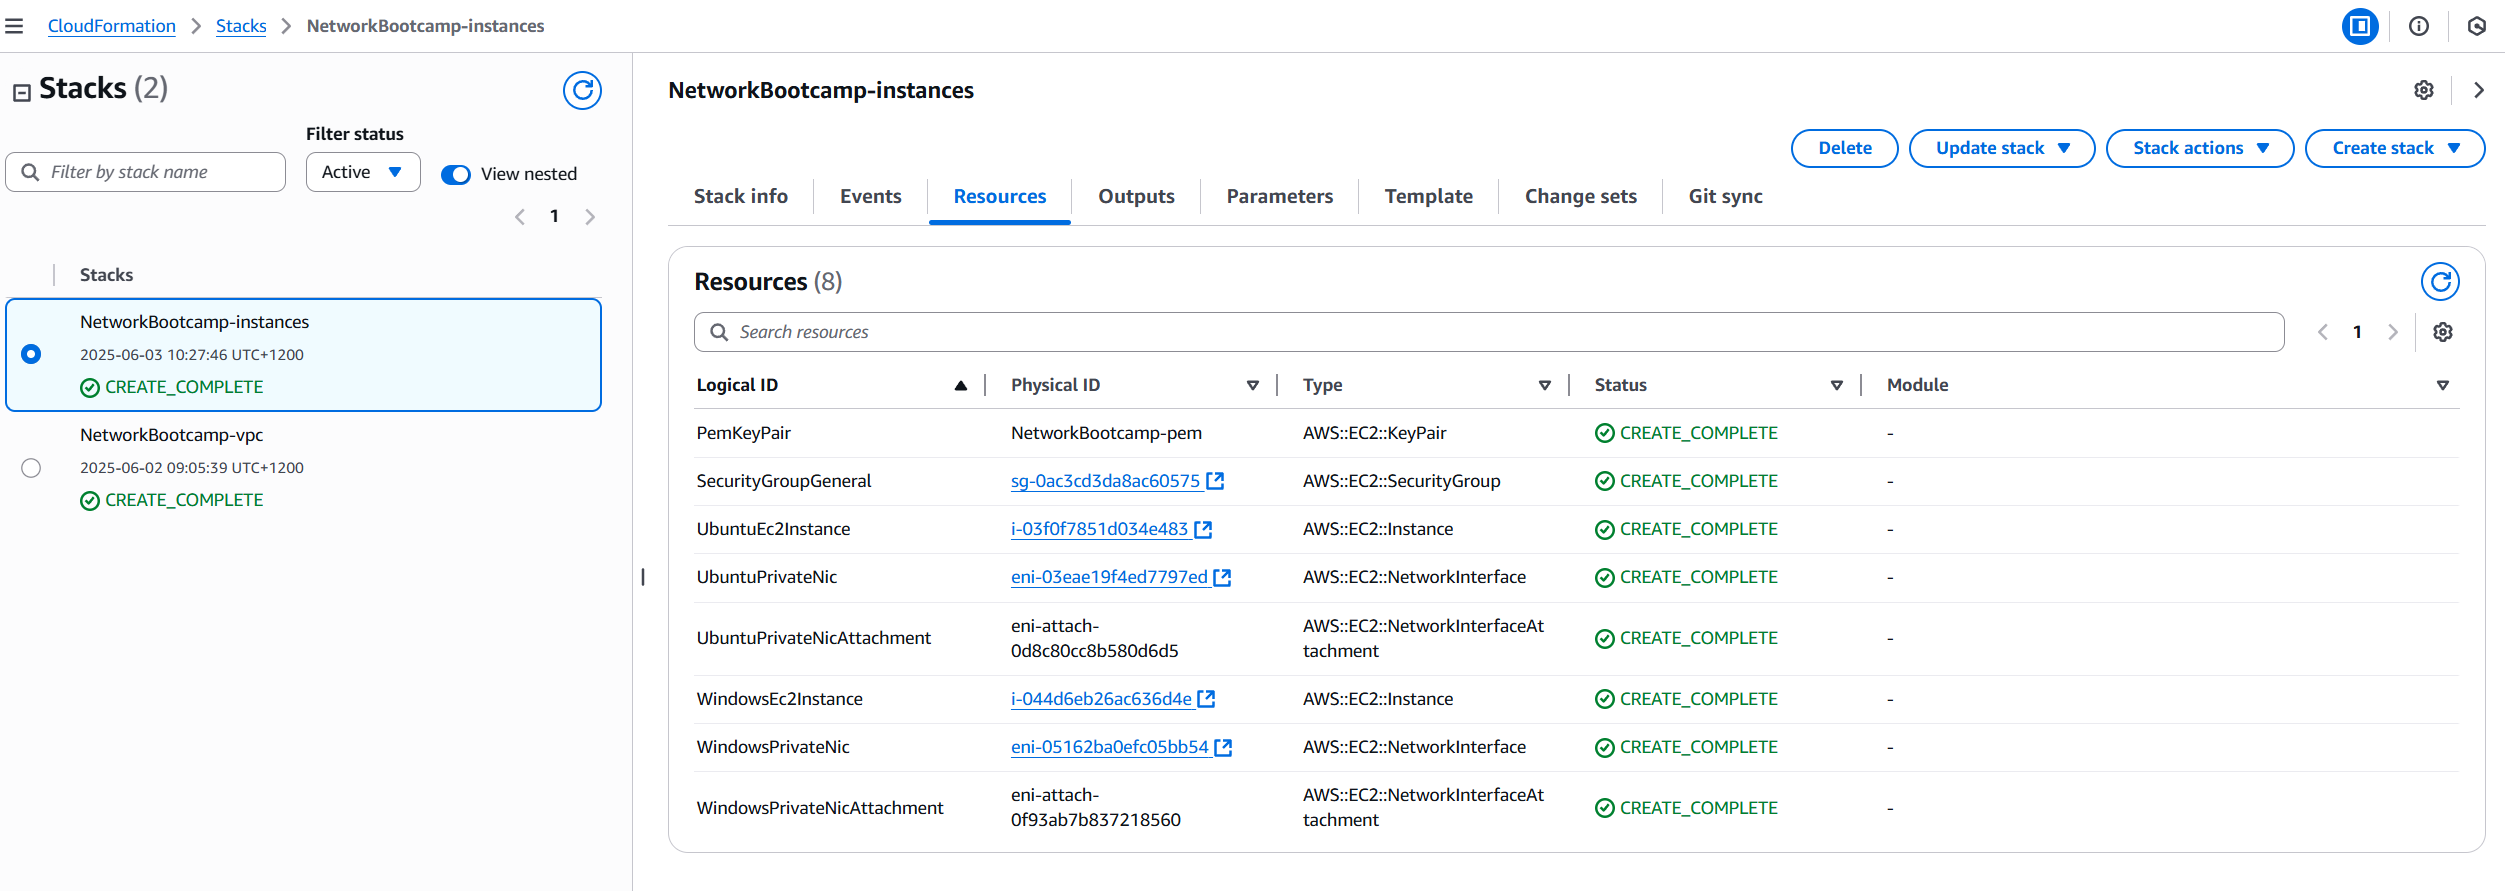 CloudFormation > Stacks > NetworkBootcamp-instances
Stacks (2)
Filter status
Filter by stack name
Active
View nested
1
Stacks
NetworkBootcamp-instances
2025-06-03 10:27:46 UTC+1200
CREATE_COMPLETE
NetworkBootcamp-vpc
2025-06-02 09:05:39 UTC+1200
CREATE_COMPLETE
NetworkBootcamp-instances
Delete Update stack Stack actions Create stack
Stack info Events Resources Outputs Parameters Template Change sets Git sync
Resources (8)
Search resources
1
Logical ID Physical ID Type Status Module
PemKeyPair NetworkBootcamp-pem AWS::EC2::KeyPair CREATE_COMPLETE -
SecurityGroupGeneral sg-0ac3cd3da8ac60575 AWS::EC2::SecurityGroup CREATE_COMPLETE -
UbuntuEc2Instance i-03f0f7851d034e483 AWS::EC2::Instance CREATE_COMPLETE -
UbuntuPrivateNic eni-03eae19f4ed7797ed AWS::EC2::NetworkInterface CREATE_COMPLETE -
UbuntuPrivateNicAttachment eni-attach-
0d8c80cc8b580d6d5 AWS::EC2::NetworkInterfaceAt
tachment CREATE_COMPLETE -
WindowsEc2Instance i-044d6eb26ac636d4e AWS::EC2::Instance CREATE_COMPLETE -
WindowsPrivateNic eni-05162ba0efc05bb54 AWS::EC2::NetworkInterface CREATE_COMPLETE -
WindowsPrivateNicAttachment eni-attach-
0f93ab7b837218560 AWS::EC2::NetworkInterfaceAt
tachment CREATE_COMPLETE -